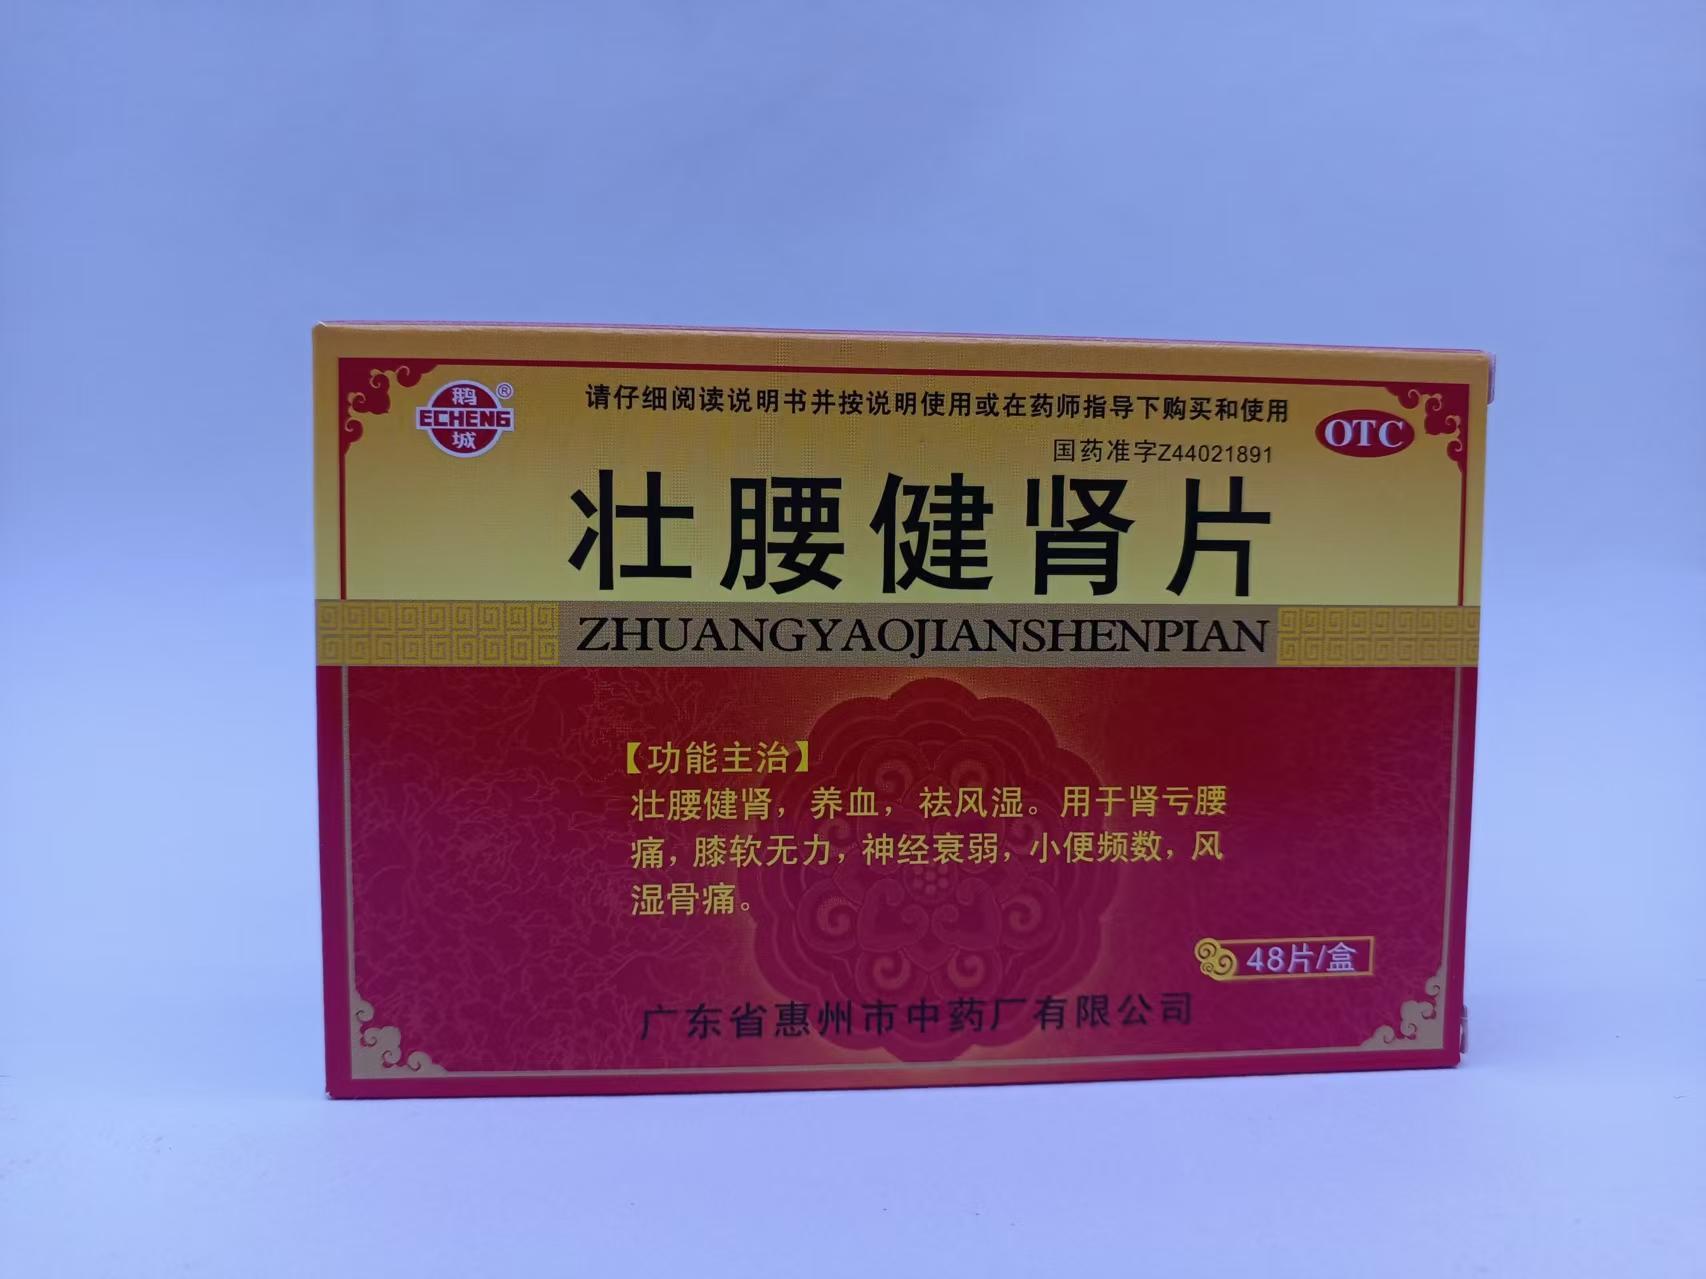 鹅
ECHENG
城
®
请仔细阅读说明书并按说明使用或在药师指导下购买和使用
OTC
国药准字Z44021891
壮腰健肾片
ZHUANGYAOJIANSHENPIAN
【功能主治】
壮腰健肾，养血，祛风湿。用于肾亏腰
痛，膝软无力，神经衰弱，小便频数，风
湿骨痛。
48片/盒
广东省惠州市中药厂有限公司